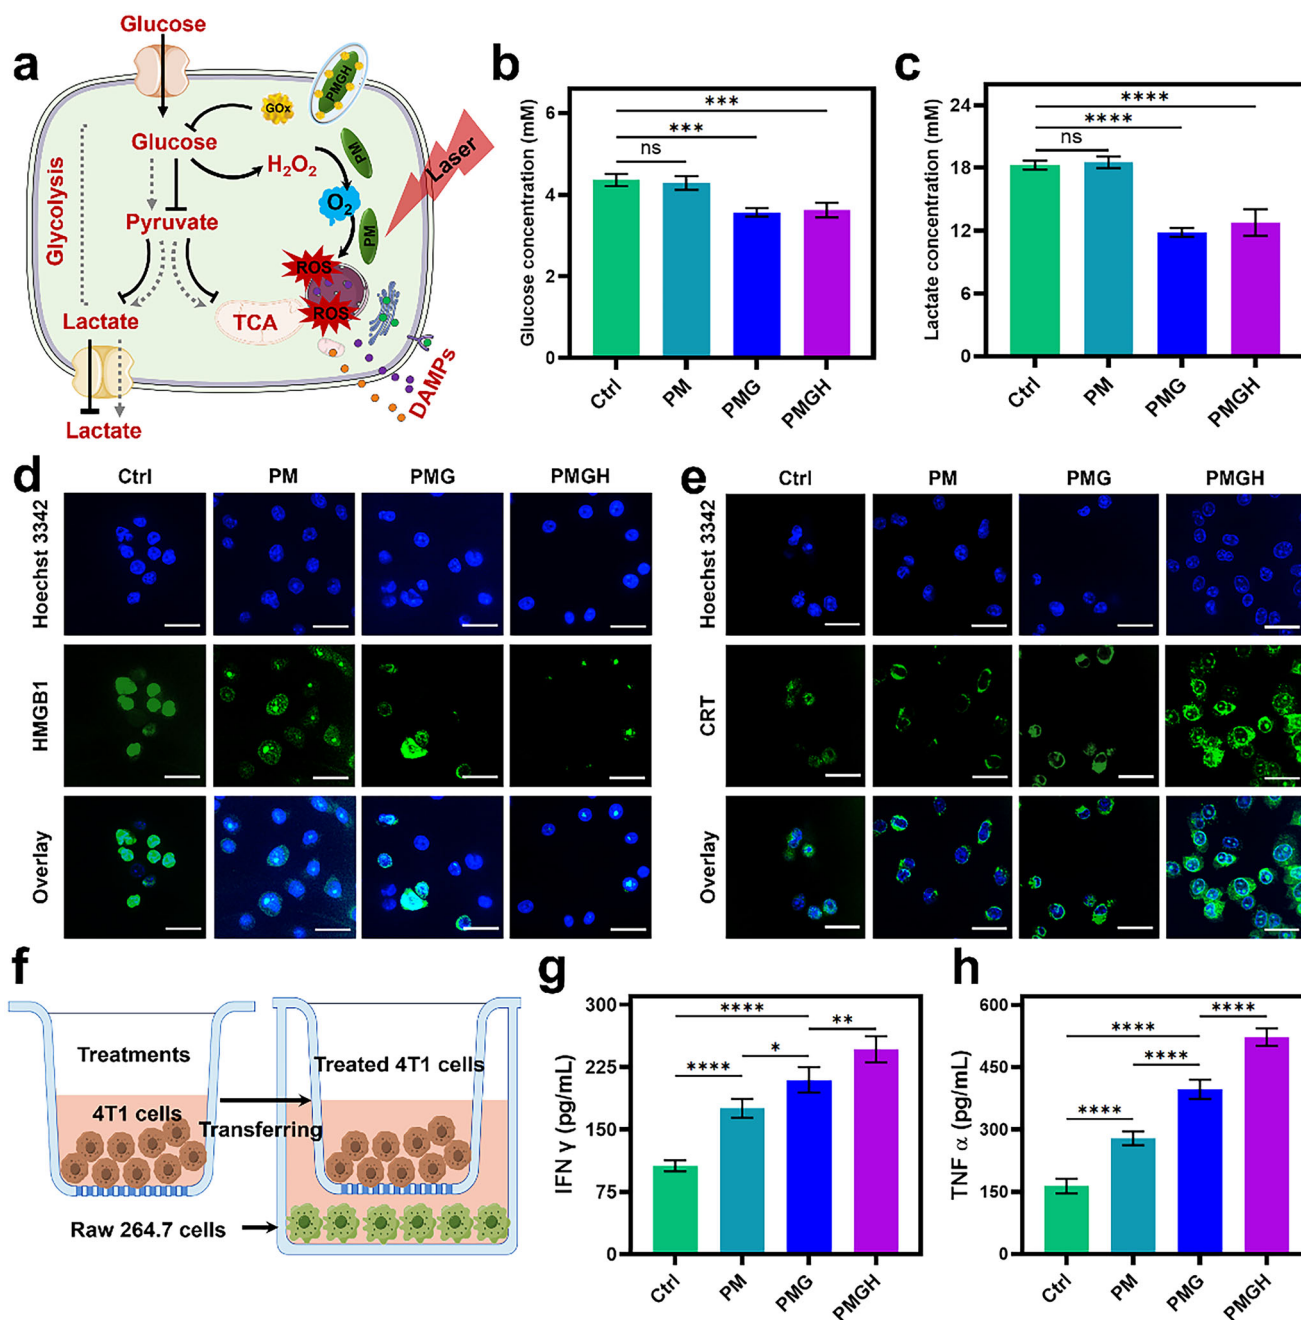 a
Glucose
PMGH
GOx
Glucose
H2O2
PM
Laser
O2
Glycolysis
Pyruvate
PM
ROS
Lactate
TCA
ROS
DAMPs
Lactate
b
Glucose concentration (mM)
6
4
2
0
***
***
ns
Ctrl
PM
PMG
PMGH
c
Lactate concentration (mM)
24
18
12
6
0
****
****
ns
Ctrl
PM
PMG
PMGH
d
Ctrl PM PMG PMGH
Hoechst 3342
HMGB1
Overlay
e
Ctrl PM PMG PMGH
Hoechst 3342
CRT
Overlay
f
Treatments
4T1 cells
Transferring
Treated 4T1 cells
Raw 264.7 cells
g
IFN γ (pg/mL)
300
225
150
75
0
****
**
*
****
Ctrl
PM
PMG
PMGH
h
TNF α (pg/mL)
600
450
300
150
0
****
****
****
****
Ctrl
PM
PMG
PMGH